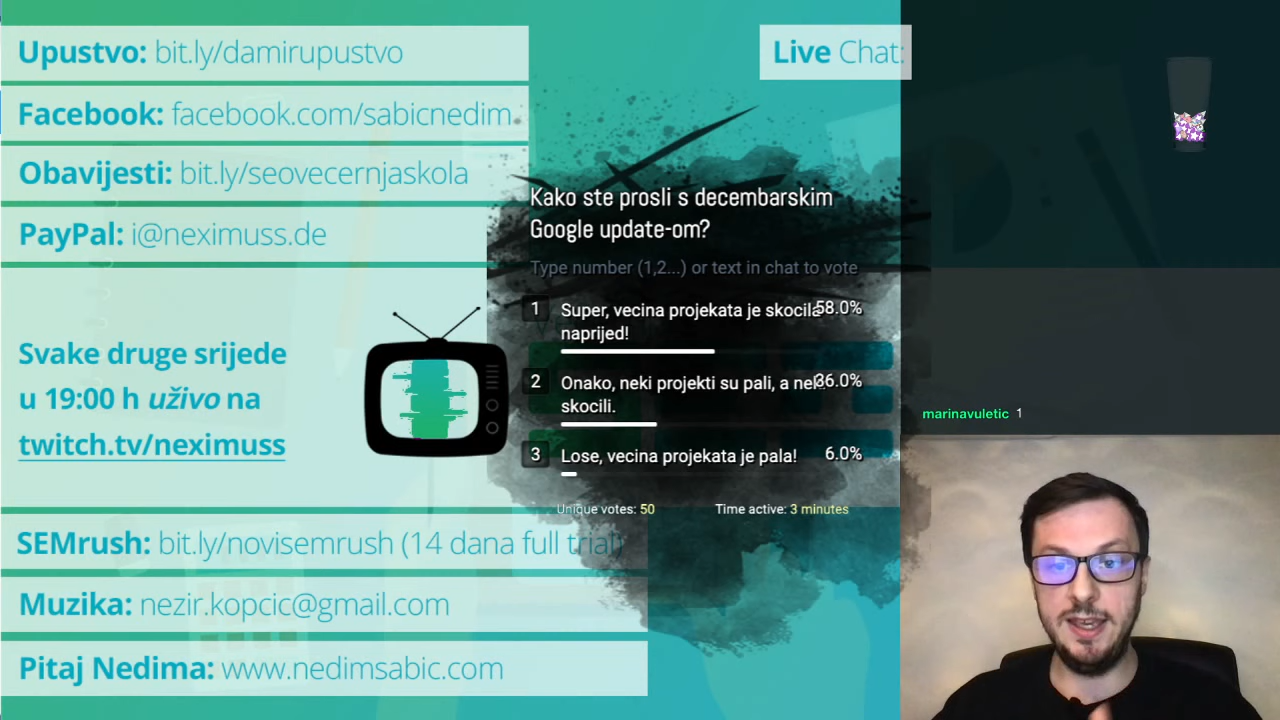 Upustvo: bit.ly/damirupustvo
Facebook: facebook.com/sabicnedim
Obavijesti: bit.ly/seovecernjaskola
PayPal: i@neximuss.de
Svake druge srijede
u 19:00 h uživo na
twitch.tv/neximuss
SEMrush: bit.ly/novisemrush (14 dana full trial)
Muzika: nezir.kopcic@gmail.com
Pitaj Nedima: www.nedimsabic.com
Kako ste prosli s decembarskim
Google update-om?
Type number (1,2...) or text in chat to vote
1 Super, vecina projekata je skocila 58.0%
naprijed!
2 Onako, neki projekti su pali, a 36.0%
skocili.
3 Lose, vecina projekata je pala! 6.0%
Unique votes: 50 Time active: 3 minutes
Live Chat:
marinavuletic 1